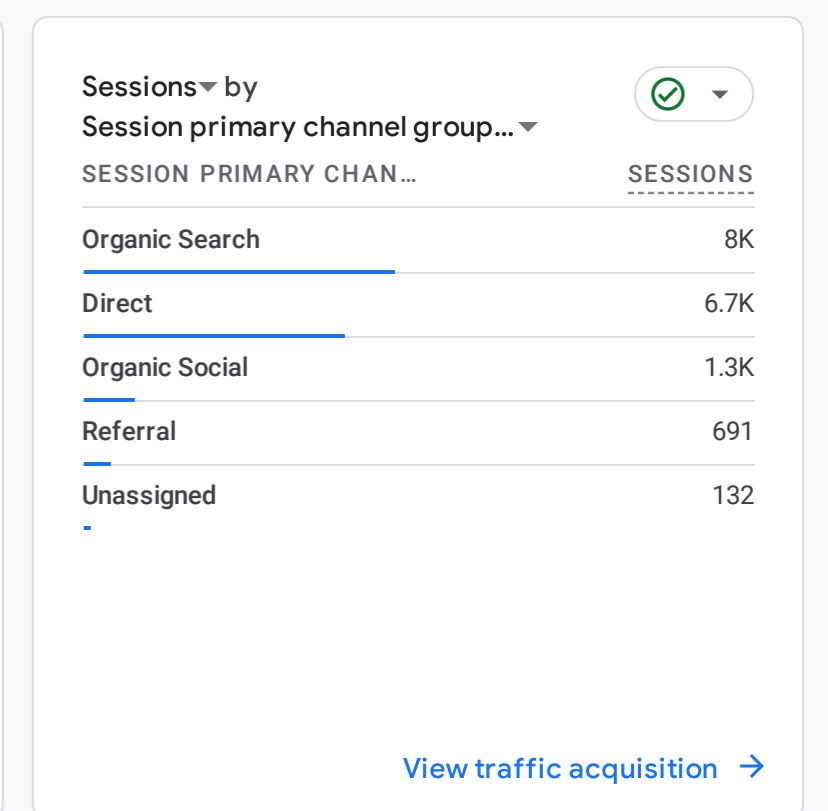 Sessions by
Session primary channel group...
SESSION PRIMARY CHAN...
SESSIONS
Organic Search 8K
Direct 6.7K
Organic Social 1.3K
Referral 691
Unassigned 132
View traffic acquisition